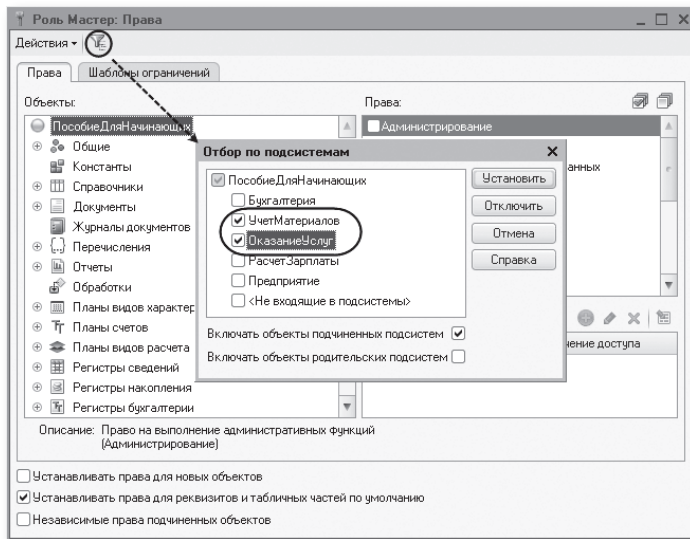 Роль Мастер: Права
Действия
Права
Шаблоны ограничений
Объекты:
Права:
ПособиеДляНачинающих
Администрирование
Общие
Константы
Справочники
Документы
Журналы документов
Перечисления
Отчеты
Обработки
Планы видов характер
Планы счетов
Планы видов расчета
Регистры сведений
Регистры накопления
Регистры бухгалтерии
Отбор по подсистемам
ПособиеДляНачинающих
Бухгалтерия
УчетМатериалов
ОказаниеУслуг
РасчетЗарплаты
Предприятие
<Не входящие в подсистемы>
Установить
Отключить
Отмена
Справка
Включать объекты подчиненных подсистем
Включать объекты родительских подсистем
анных
чение доступа
Описание: Право на выполнение административных функций
(Администрирование)
Устанавливать права для новых объектов
Устанавливать права для реквизитов и табличных частей по умолчанию
Независимые права подчиненных объектов